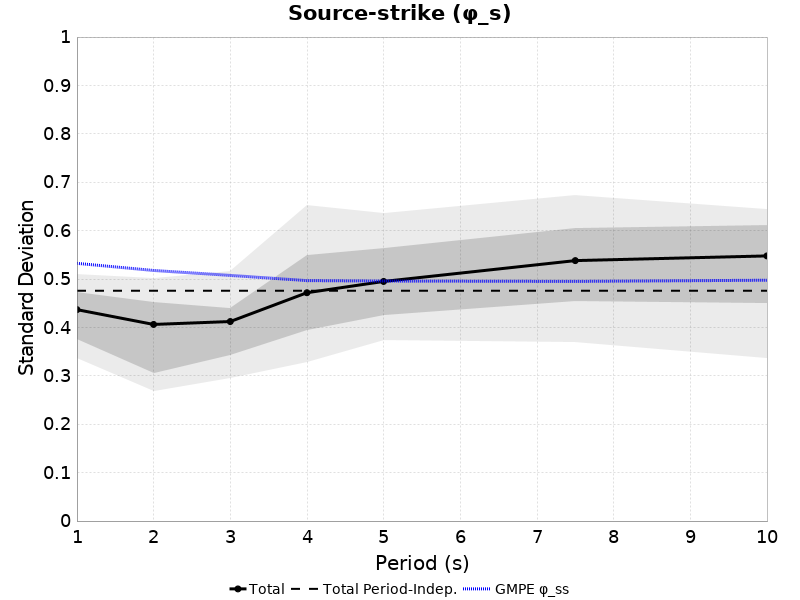 Source-strike (φ_s)
1
0.9
0.8
0.7
0.6
0.5
0.4
0.3
0.2
0.1
0
Standard Deviation
1 2 3 4 5 6 7 8 9 10
Period (s)
Total Total Period-Indep. GMPE φ_ss